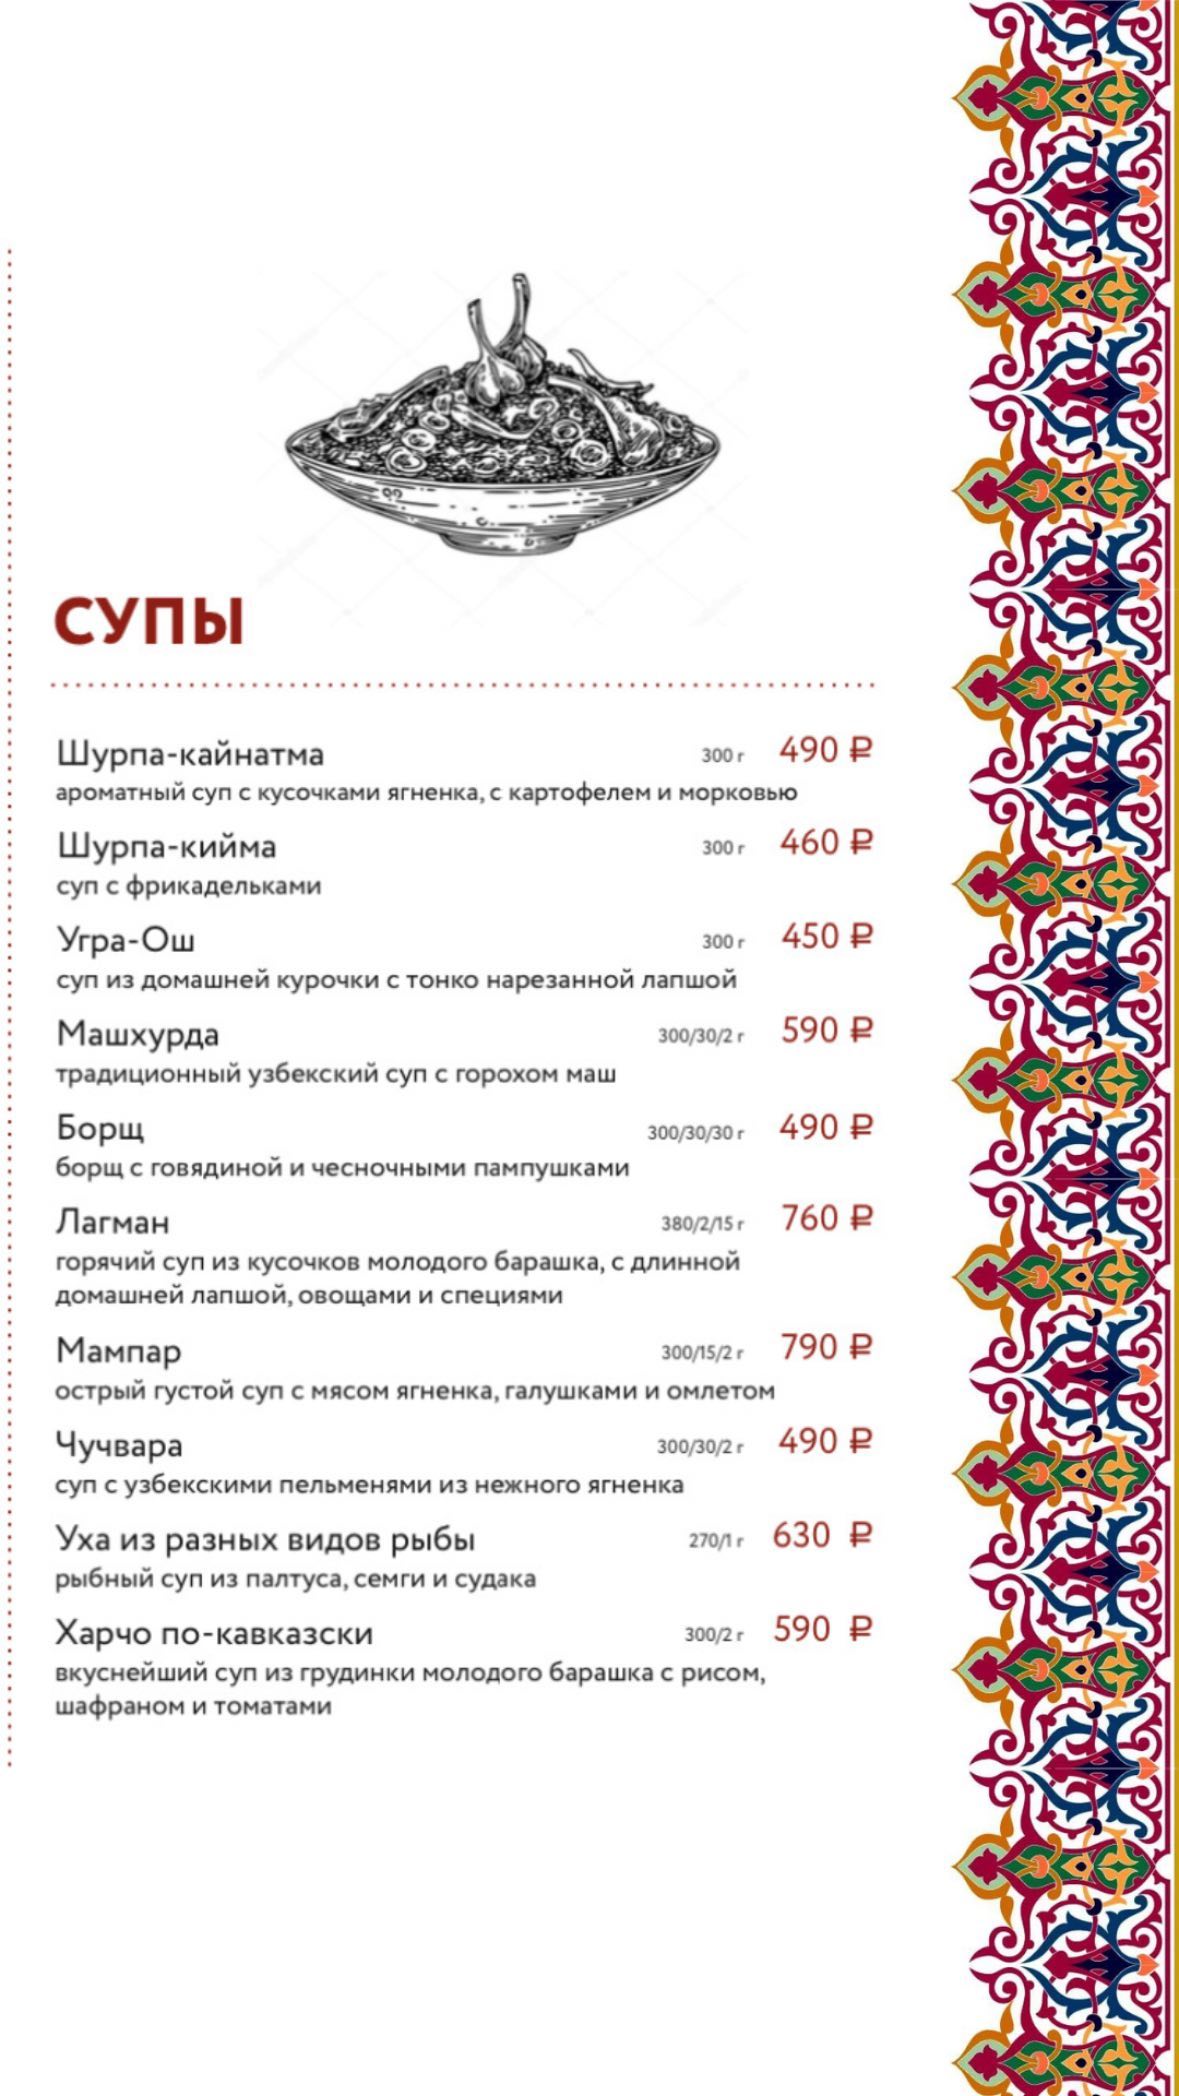 СУПЫ
Шурпа-кайнатма 300 г 490 ₽
ароматный суп с кусочками ягненка, с картофелем и морковью
Шурпа-кийма 300 г 460 ₽
суп с фрикадельками
Угра-Ош 300 г 450 ₽
суп из домашней курочки с тонко нарезанной лапшой
Машхурда 300/30/2 г 590 ₽
традиционный узбекский суп с горохом маш
Борщ 300/30/30 г 490 ₽
борщ с говядиной и чесночными пампушками
Лагман 380/2/15 г 760 ₽
горячий суп из кусочков молодого барашка, с длинной
домашней лапшой, овощами и специями
Мампар 300/15/2 г 790 ₽
острый густой суп с мясом ягненка, галушками и омлетом
Чучвара 300/30/2 г 490 ₽
суп с узбекскими пельменями из нежного ягненка
Уха из разных видов рыбы 270/1 г 630 ₽
рыбный суп из палтуса, семги и судака
Харчо по-кавказски 300/2 г 590 ₽
вкуснейший суп из грудинки молодого барашка с рисом,
шафраном и томатами